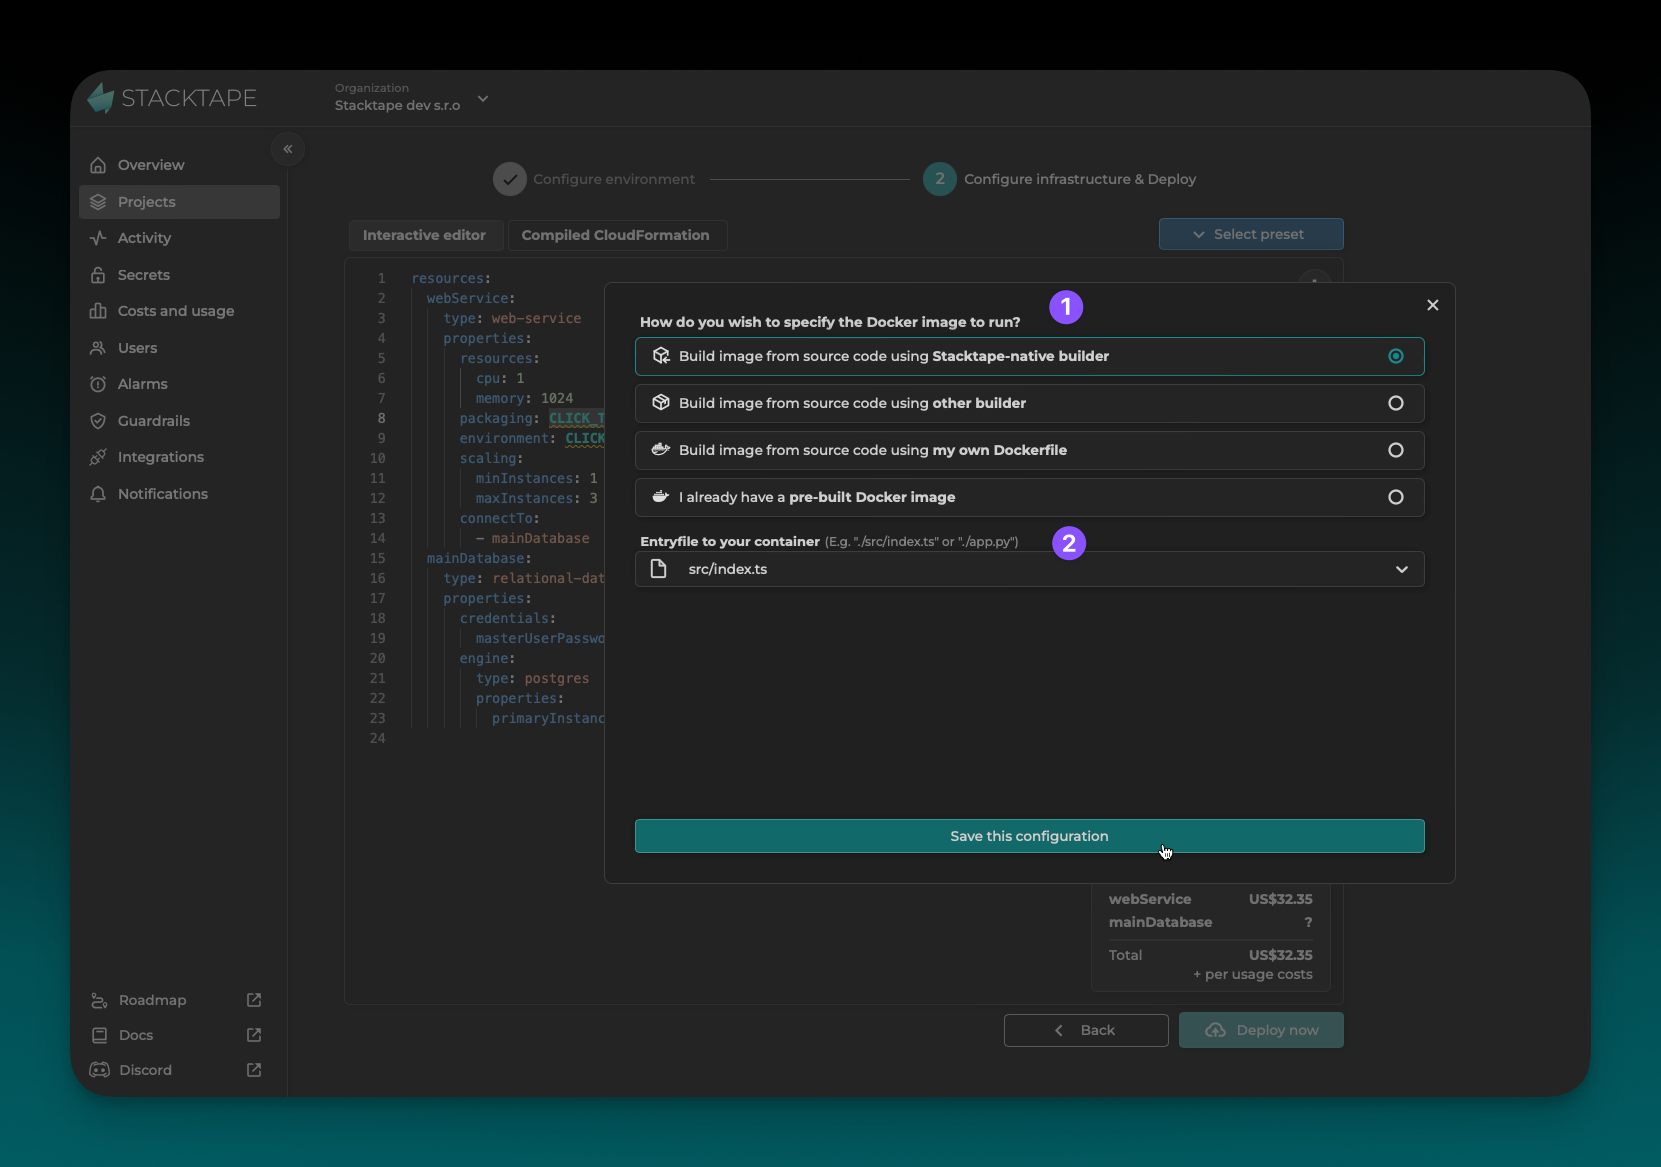 STACKTAPE
Organization
Stacktape dev s.r.o
Overview
Projects
Activity
Secrets
Costs and usage
Users
Alarms
Guardrails
Integrations
Notifications
Roadmap
Docs
Discord
Configure environment
2 Configure infrastructure & Deploy
Interactive editor
Compiled CloudFormation
Select preset
1 resources:
2 webService:
3 type: web-service
4 properties:
5 resources:
6 cpu: 1
7 memory: 1024
8 packaging: CLICK_T
9 environment: CLICK
10 scaling:
11 minInstances: 1
12 maxInstances: 3
13 connectTo:
14 - mainDatabase
15 mainDatabase:
16 type: relational-dat
17 properties:
18 credentials:
19 masterUserPasswo
20 engine:
21 type: postgres
22 properties:
23 primaryInstanc
24
1
How do you wish to specify the Docker image to run?
Build image from source code using Stacktape-native builder
Build image from source code using other builder
Build image from source code using my own Dockerfile
I already have a pre-built Docker image
Entryfile to your container (E.g. "./src/index.ts" or "./app.py")
2
src/index.ts
Save this configuration
webService US$32.35
mainDatabase ?
Total US$32.35
+ per usage costs
Back
Deploy now